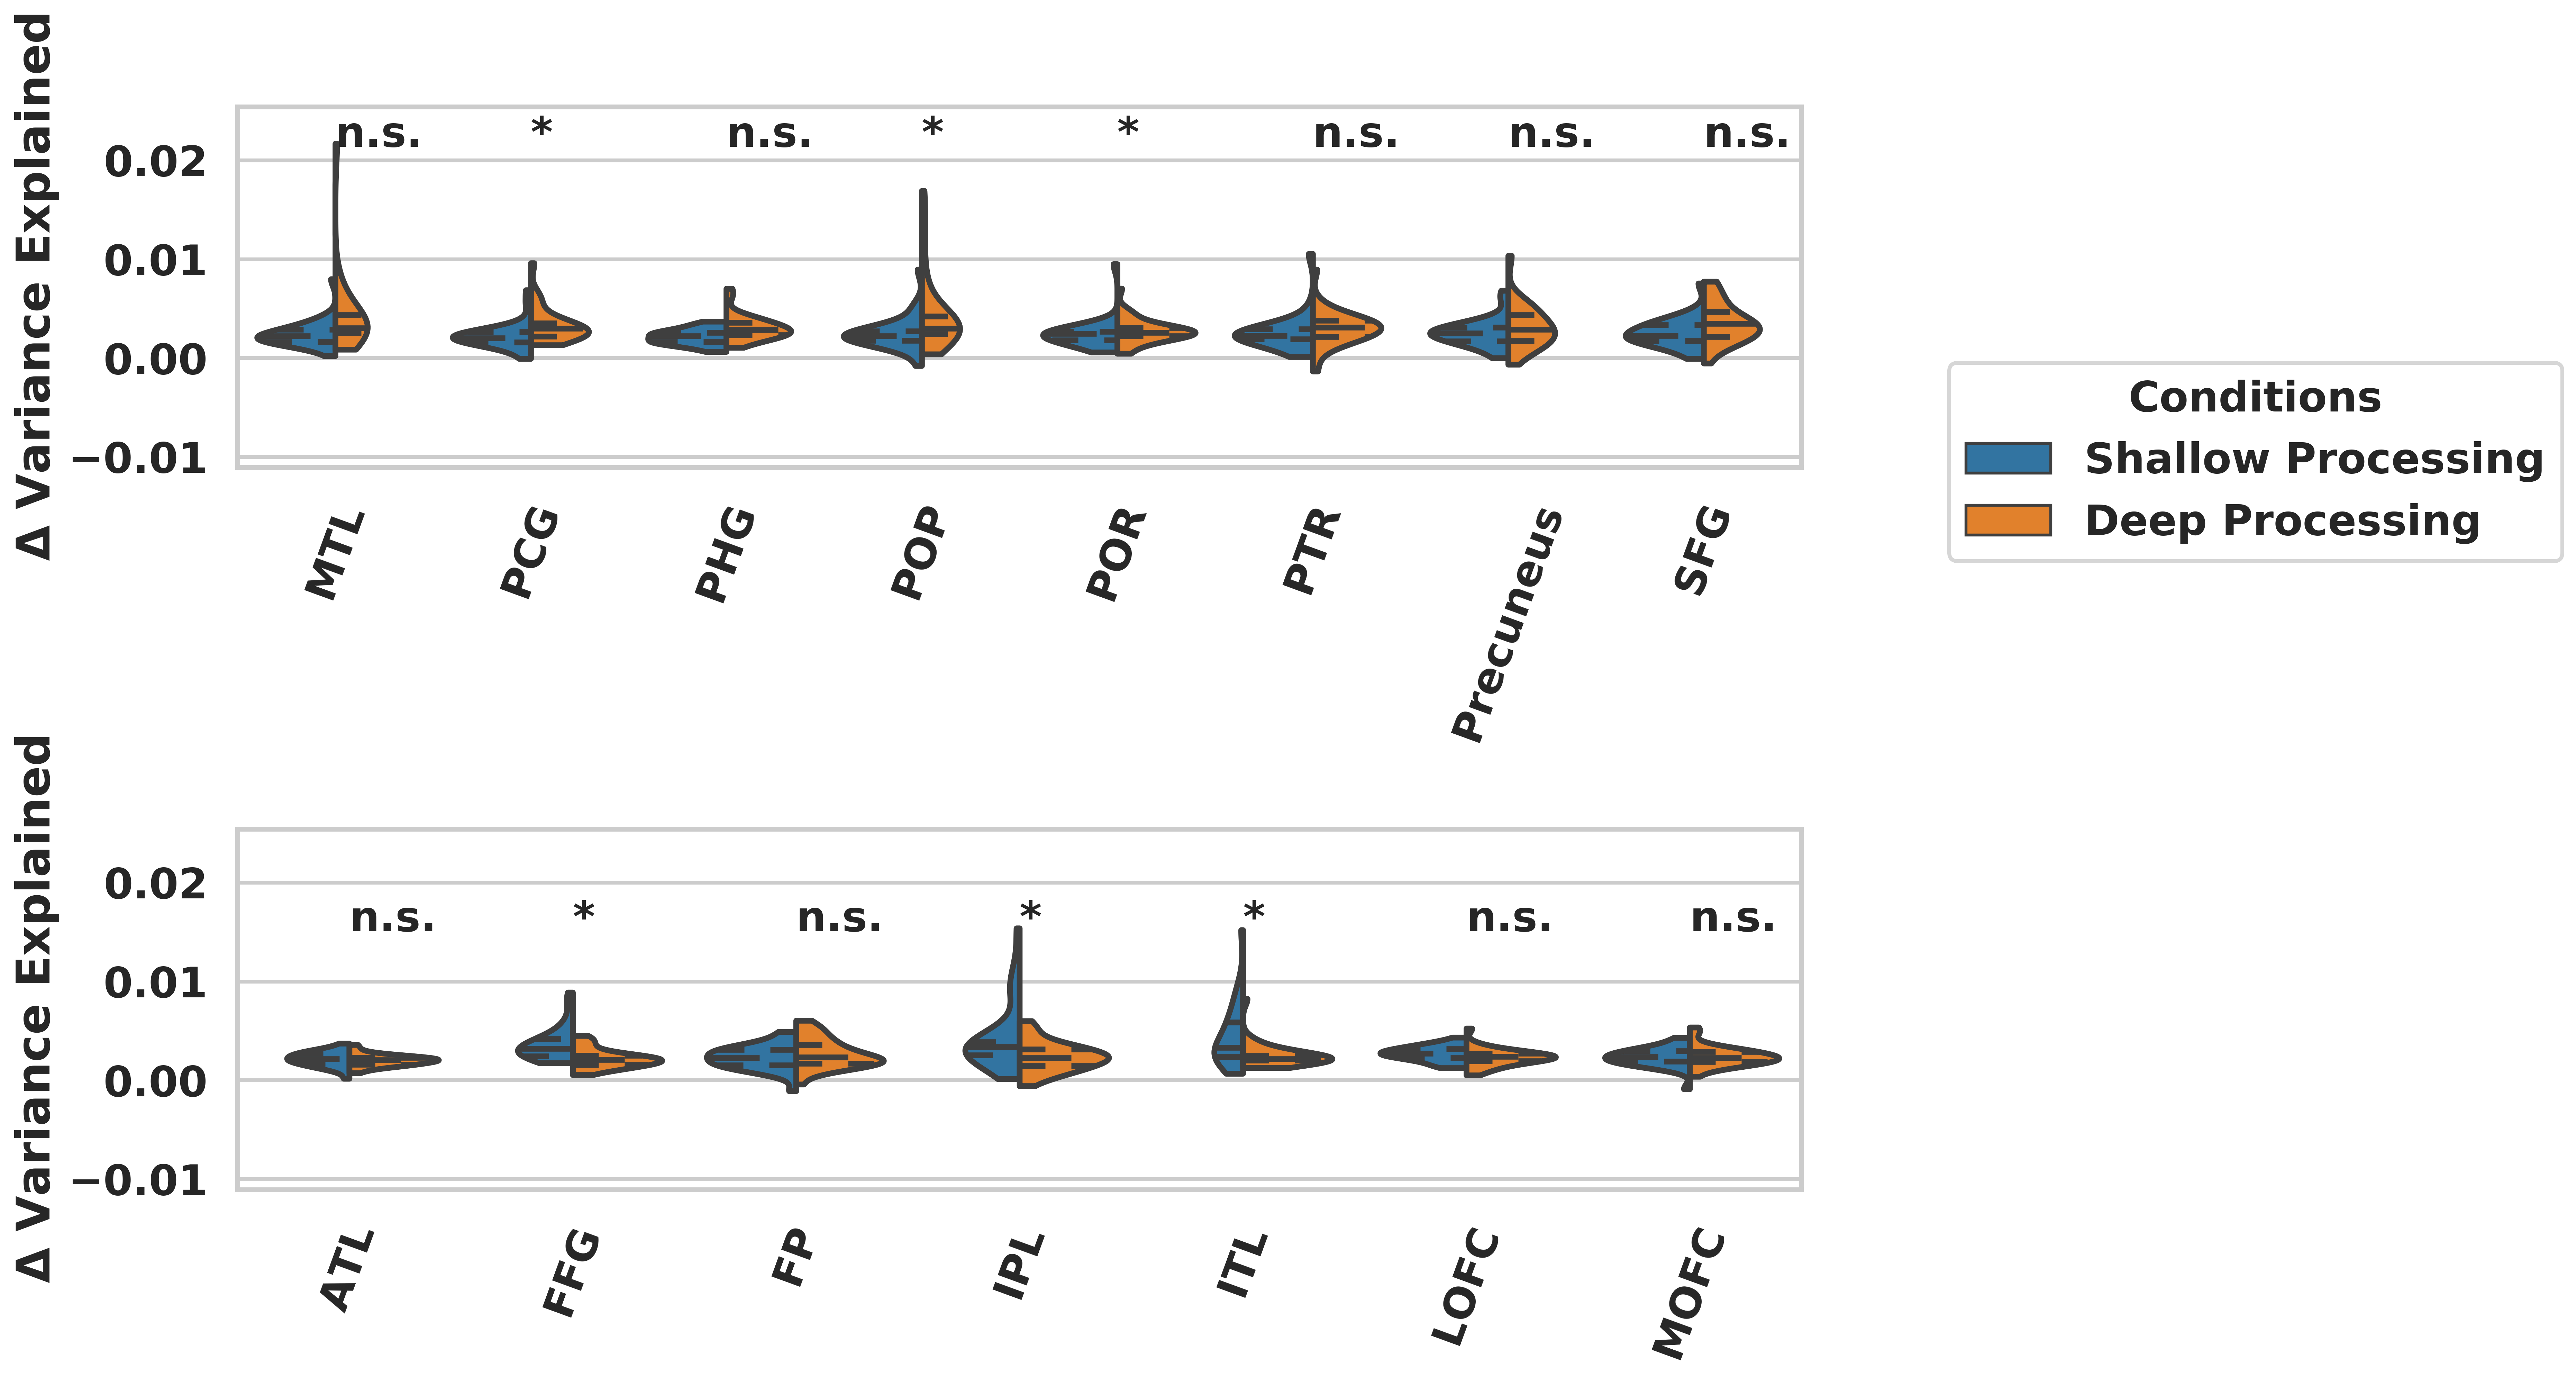 Δ Variance Explained
0.02
0.01
0.00
−0.01
n.s.
*
n.s.
*
*
n.s.
n.s.
n.s.
MTL
PCG
PHG
POP
POR
PTR
Precuneus
SFG
Conditions
Shallow Processing
Deep Processing
Δ Variance Explained
0.02
0.01
0.00
−0.01
n.s.
*
n.s.
*
*
n.s.
n.s.
ATL
FFG
FP
IPL
ITL
LOFC
MOFC